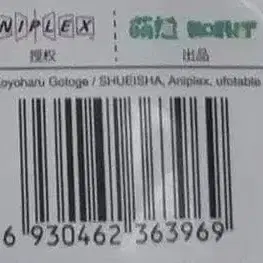 ANIPLEX
授权 出品
Koyoharu Gotoge / SHUEISHA, Aniplex, ufotable
6 930462 363969